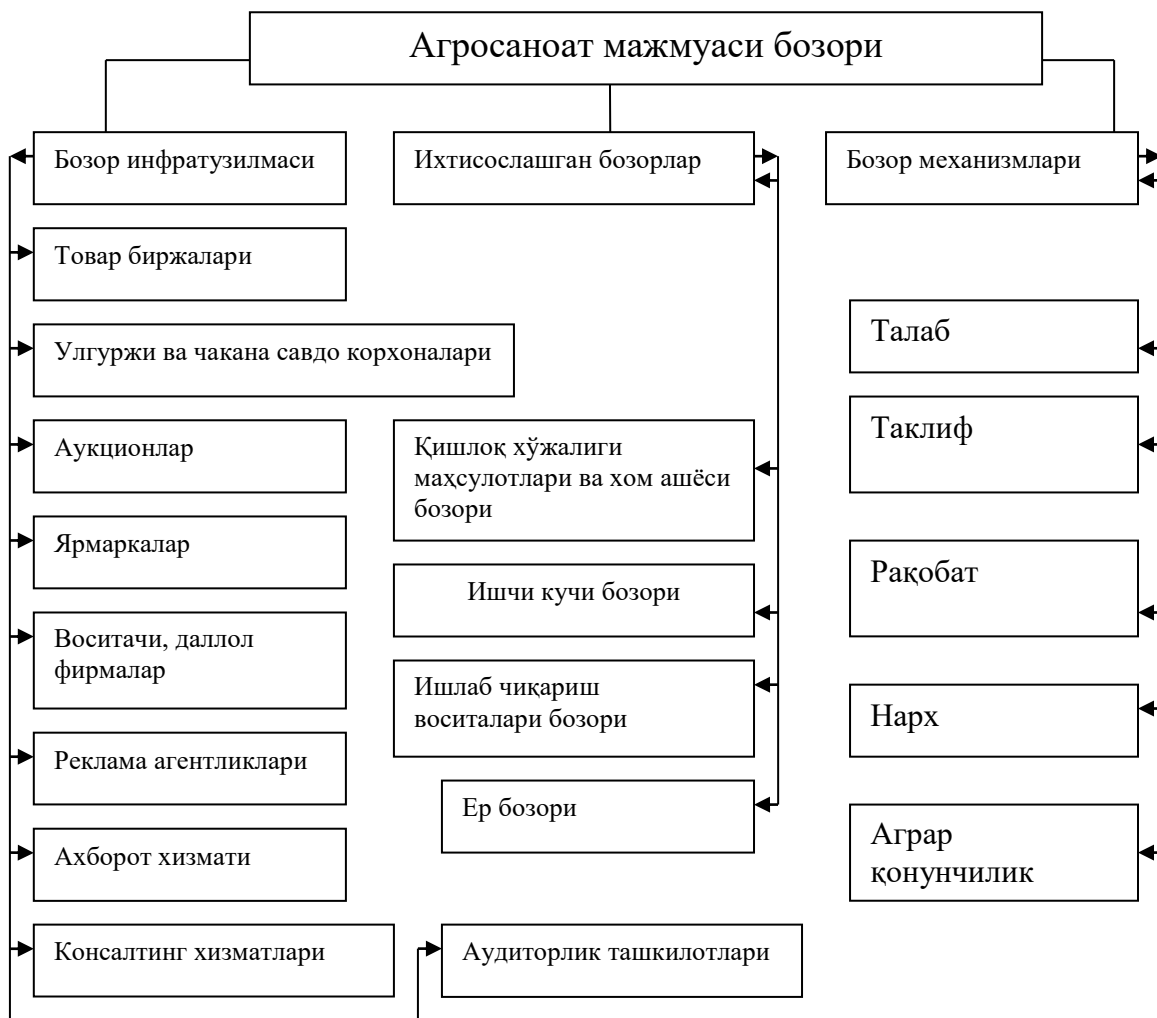 Агросаноат мажмуаси бозори
Бозор инфратузилмаси
Ихтисослашган бозорлар
Бозор механизмлари
Товар биржалари
Улгуржи ва чакана савдо корхоналари
Аукционлар
Ярмаркалар
Воситачи, даллол
фирмалар
Реклама агентликлари
Ахборот хизмати
Консалтинг хизматлари
Аудиторлик ташкилотлари
Қишлоқ хўжалиги
маҳсулотлари ва хом ашёси
бозори
Ишчи кучи бозори
Ишлаб чиқариш
воситалари бозори
Ер бозори
Талаб
Таклиф
Рақобат
Нарх
Аграр
қонунчилик